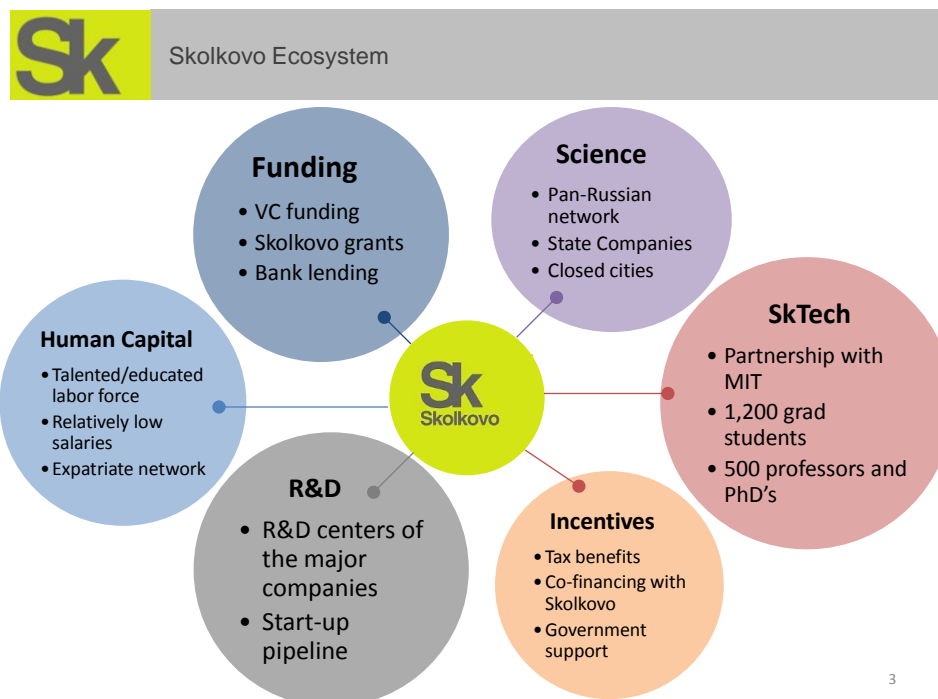 Sk
Skolkovo Ecosystem
Funding
• VC funding
• Skolkovo grants
• Bank lending
Science
• Pan-Russian
network
• State Companies
• Closed cities
Human Capital
• Talented/educated
labor force
• Relatively low
salaries
• Expatriate network
Sk
Skolkovo
SkTech
• Partnership with
MIT
• 1,200 grad
students
• 500 professors and
PhD's
R&D
• R&D centers of
the major
companies
• Start-up
pipeline
Incentives
• Tax benefits
• Co-financing with
Skolkovo
• Government
support
3